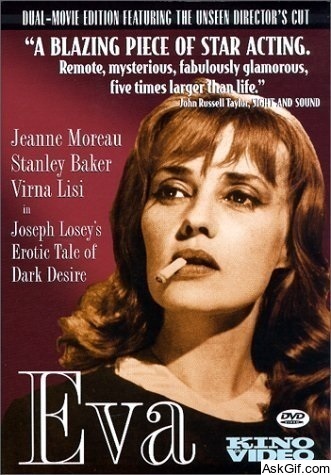 DUAL-MOVIE EDITION FEATURING THE UNSEEN DIRECTOR'S CUT
"A BLAZING PIECE OF STAR ACTING.
Remote, mysterious, fabulously glamorous,
five times larger than life."
-John Russell Taylor, SIGHT AND SOUND
Jeanne Moreau
Stanley Baker
Virna Lisi
in
Joseph Losey's
Erotic Tale of
Dark Desire
Eva
DVD
VIDEO
KINO
VIDEO
AskGif.com